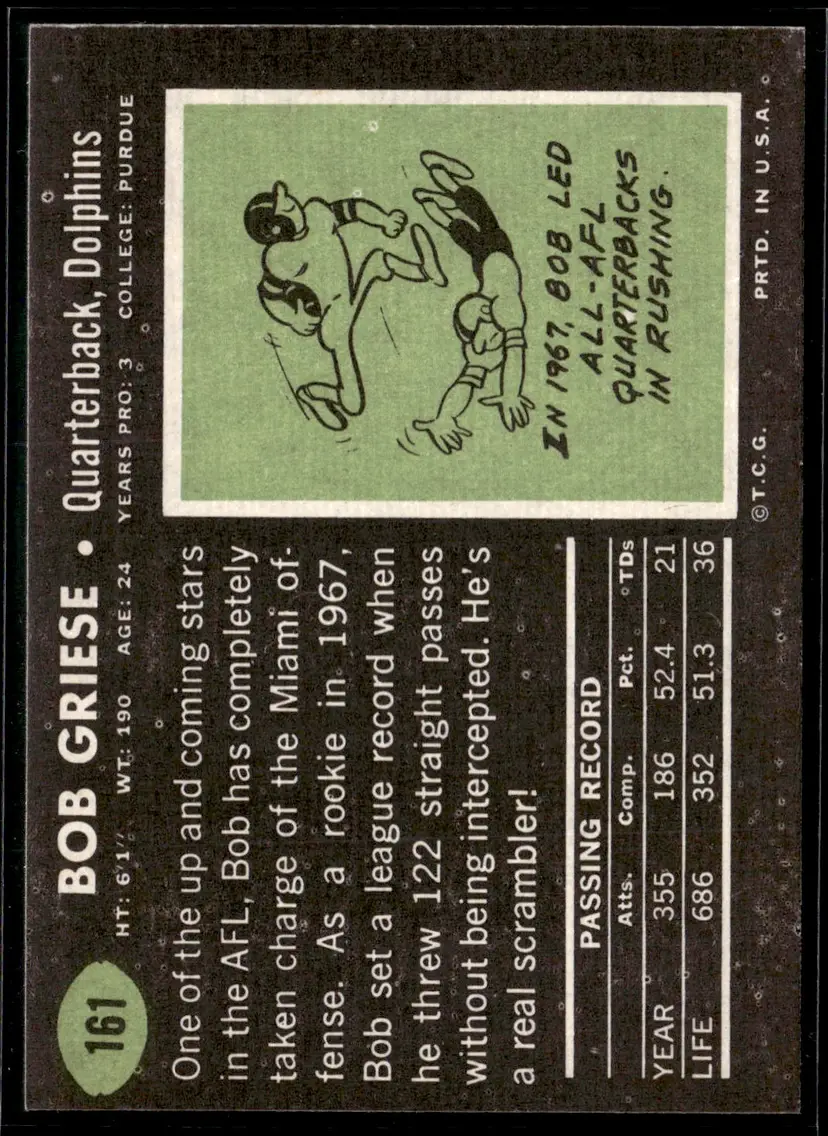 161
BOB GRIESE • Quarterback, Dolphins
HT: 6'1" WT: 190 AGE: 24 YEARS PRO: 3 COLLEGE: PURDUE
One of the up and coming stars
in the AFL, Bob has completely
taken charge of the Miami of-
fense. As a rookie in 1967,
Bob set a league record when
he threw 122 straight passes
without being intercepted. He's
a real scrambler!
PASSING RECORD
Atts. Comp. Pct. TDs
YEAR 355 186 52.4 21
LIFE 686 352 51.3 36
IN 1967, BOB LED
ALL-AFL
QUARTERBACKS
IN RUSHING.
©T.C.G. PRTD. IN U.S.A.